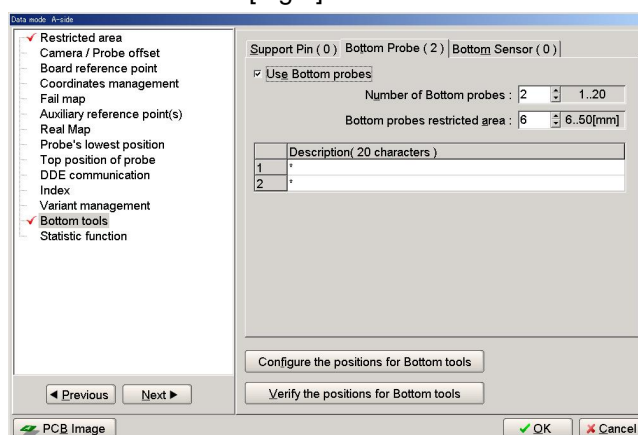 Data mode A-side
Restricted area
Camera / Probe offset
Board reference point
Coordinates management
Fail map
Auxiliary reference point(s)
Real Map
Probe's lowest position
Top position of probe
DDE communication
Index
Variant management
Bottom tools
Statistic function
◄ Previous
Next ►
Support Pin ( 0 )
Bottom Probe ( 2 )
Bottom Sensor ( 0 )
Use Bottom probes
Number of Bottom probes : 2 1..20
Bottom probes restricted area : 6 6..50[mm]
Description( 20 characters )
1 *
2 *
Configure the positions for Bottom tools
Verify the positions for Bottom tools
PCB Image
OK
Cancel